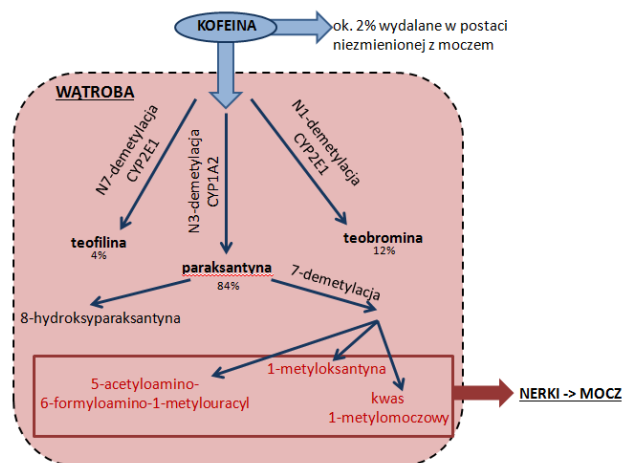 KOFEINA
ok. 2% wydalane w postaci
niezmienionej z moczem
WĄTROBA
N7-demetylacja
CYP2E1
N3-demetylacja
CYP1A2
N1-demetylacja
CYP2E1
teofilina
4%
teobromina
12%
paraksantyna
84%
7-demetylacja
8-hydroksyparaksantyna
1-metyloksantyna
5-acetyloamino-
6-formyloamino-1-metylouracyl
kwas
1-metylomoczowy
NERKI -> MOCZ